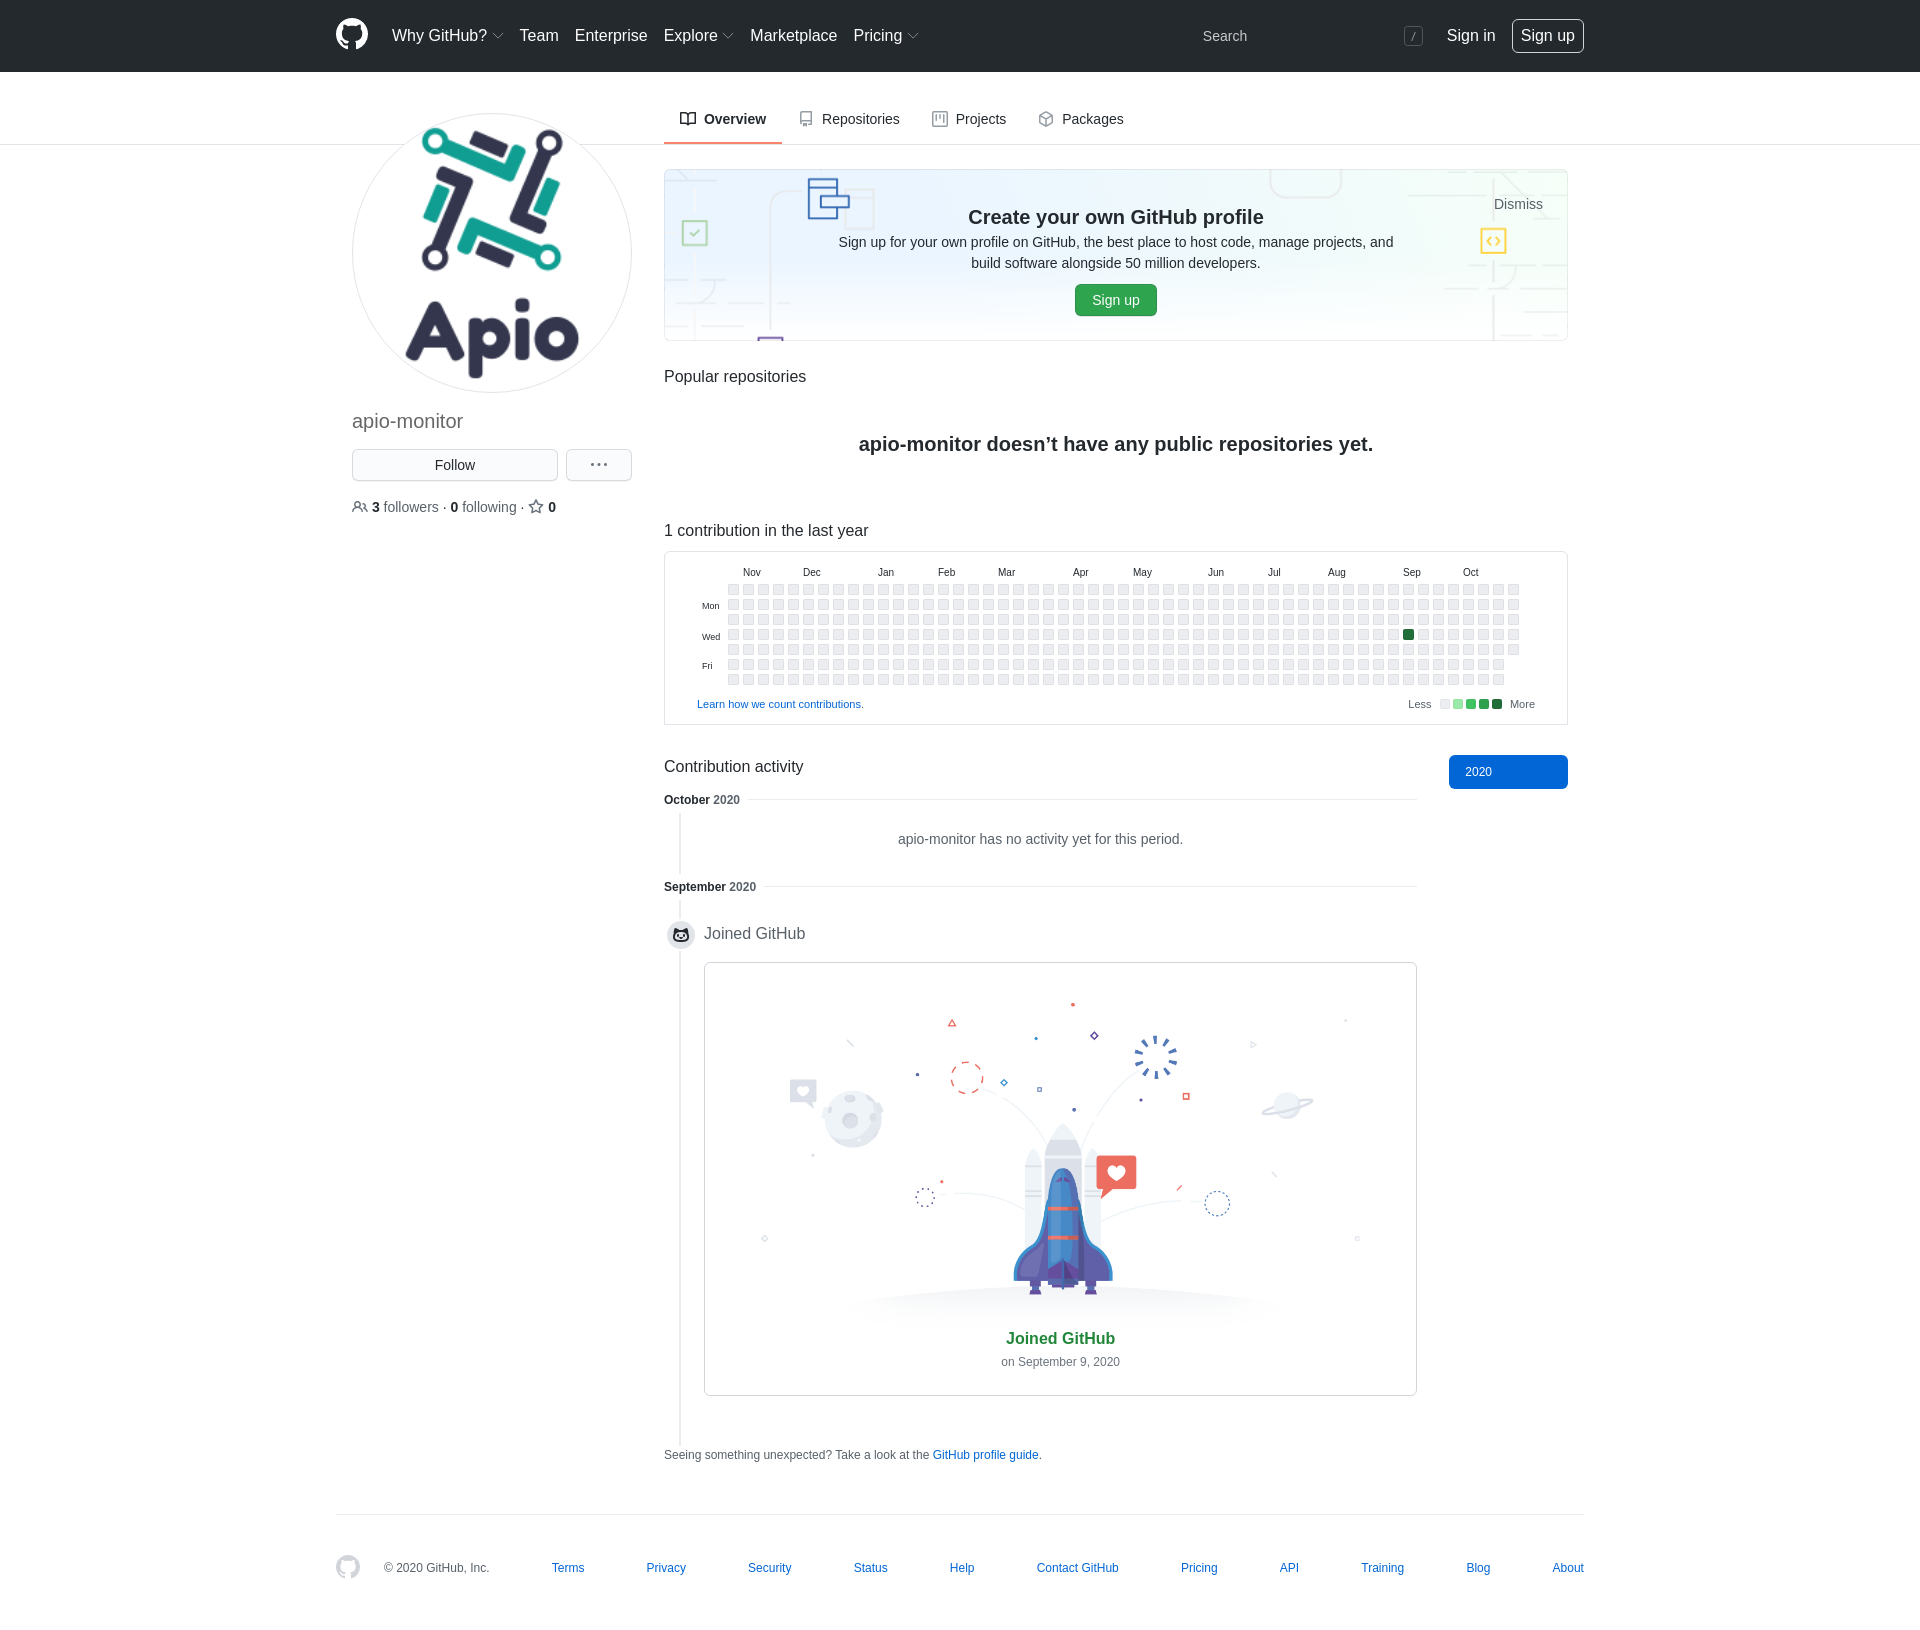 Why GitHub? Team Enterprise Explore Marketplace Pricing Search / Sign in Sign up
Overview Repositories Projects Packages
Apio
apio-monitor
Follow
3 followers · 0 following · 0
Create your own GitHub profile
Dismiss
Sign up for your own profile on GitHub, the best place to host code, manage projects, and
build software alongside 50 million developers.
Sign up
Popular repositories
apio-monitor doesn’t have any public repositories yet.
1 contribution in the last year
Nov Dec Jan Feb Mar Apr May Jun Jul Aug Sep Oct
Mon
Wed
Fri
Learn how we count contributions.
Less More
Contribution activity
2020
October 2020
apio-monitor has no activity yet for this period.
September 2020
Joined GitHub
Joined GitHub
on September 9, 2020
Seeing something unexpected? Take a look at the GitHub profile guide.
© 2020 GitHub, Inc. Terms Privacy Security Status Help Contact GitHub Pricing API Training Blog About